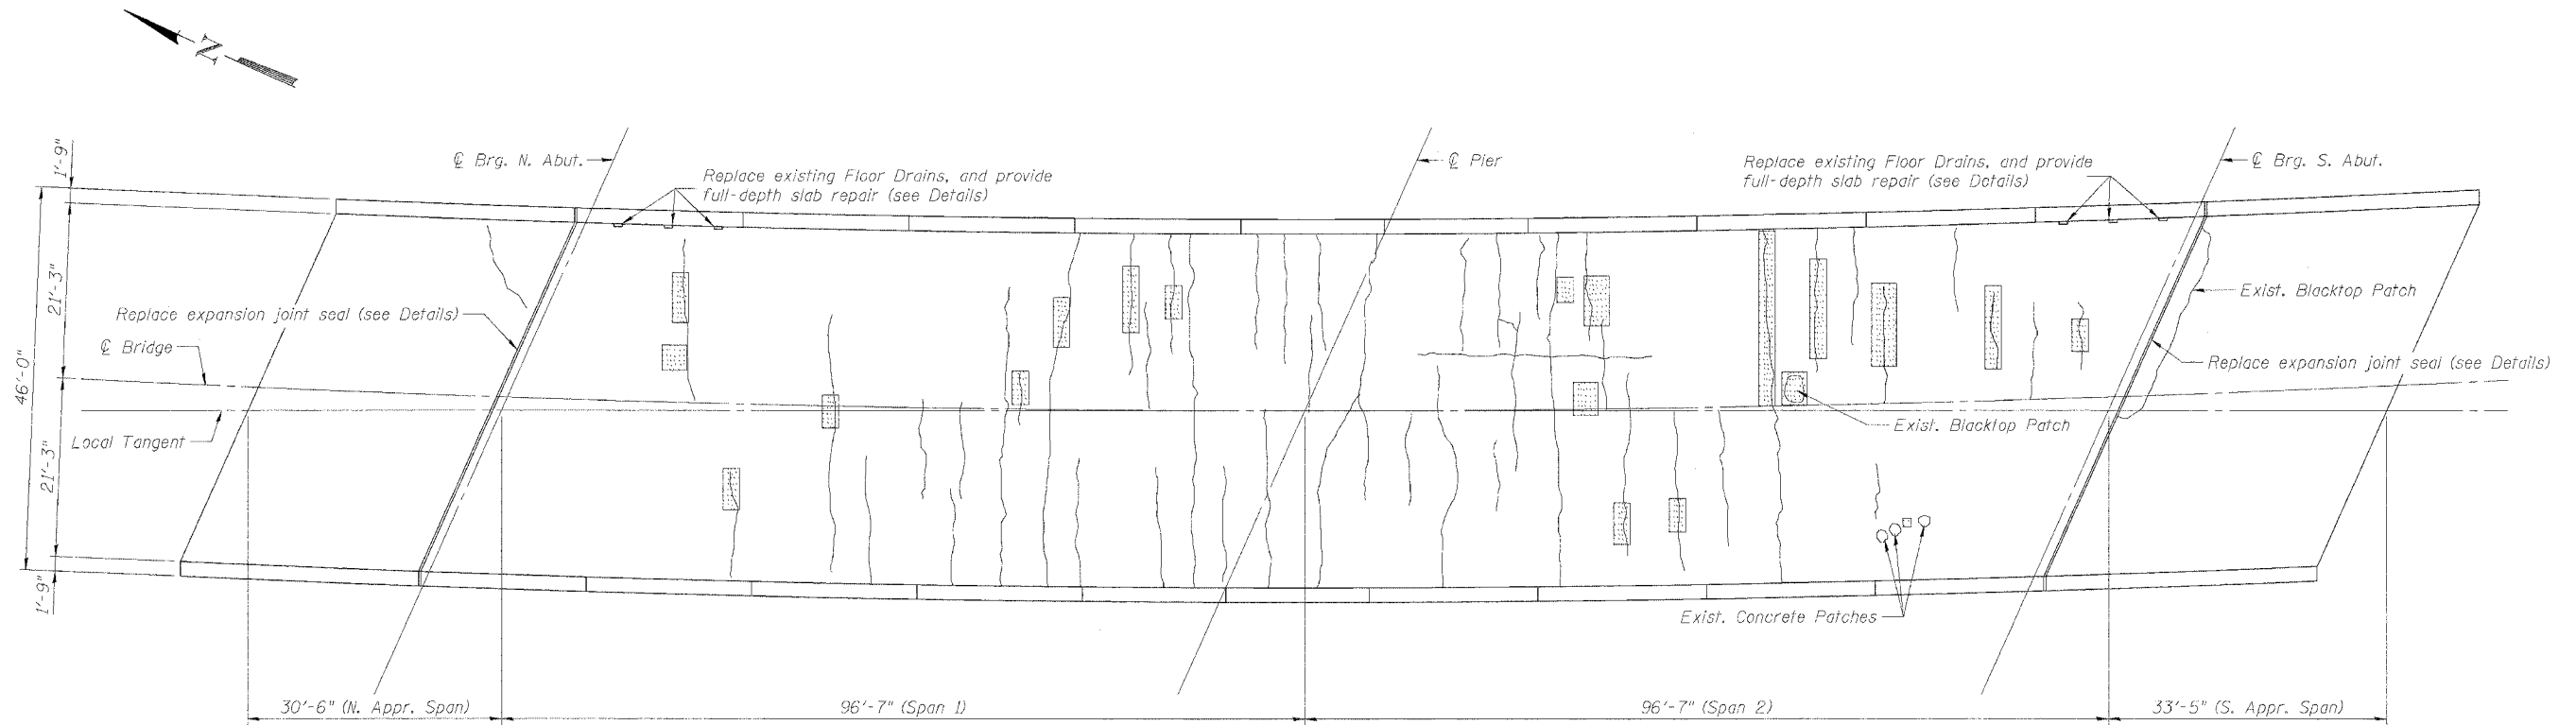 N
1'-9"
℄ Brg. N. Abut.
Replace existing Floor Drains, and provide
full-depth slab repair (see Details)
℄ Pier
Replace existing Floor Drains, and provide
full-depth slab repair (see Details)
℄ Brg. S. Abut.
21'-3"
46'-0"
Replace expansion joint seal (see Details)
℄ Bridge
Local Tangent
21'-3"
1'-9"
Exist. Blacktop Patch
Replace expansion joint seal (see Details)
Exist. Blacktop Patch
Exist. Concrete Patches
30'-6" (N. Appr. Span)
96'-7" (Span 1)
96'-7" (Span 2)
33'-5" (S. Appr. Span)